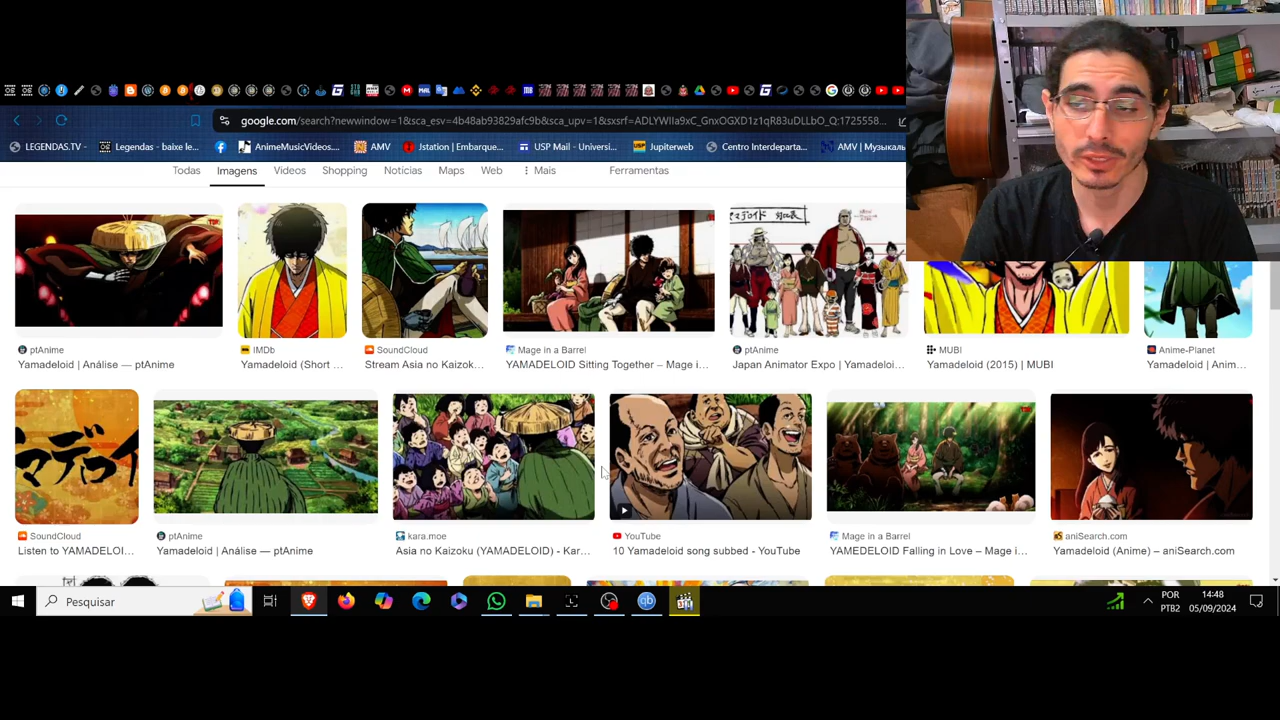 google.com/search?newwindow=1&sca_esv=4b48ab93829afc9b&sca_upv=1&sxsrf=ADLYWIIa9xC_GnxOGXD1z1qR83uDLLbO_Q:1725558...
LEGENDAS.TV -
Legendas - baixe le...
AnimeMusicVideos....
AMV
Jstation | Embarque...
USP Mail - Universi...
Jupiterweb
Centro Interdeparta...
AMV | Музыкаль
Todas
Imagens
Vídeos
Shopping
Notícias
Maps
Web
Mais
Ferramentas
ptAnime
Yamadeloid | Análise — ptAnime
IMDb
Yamadeloid (Short ...
SoundCloud
Stream Asia no Kaizok...
Mage in a Barrel
YAMADELOID Sitting Together – Mage i...
ptAnime
Japan Animator Expo | Yamadeloi...
MUBI
Yamadeloid (2015) | MUBI
Anime-Planet
Yamadeloid | Anim...
SoundCloud
Listen to YAMADELOI...
ptAnime
Yamadeloid | Análise — ptAnime
kara.moe
Asia no Kaizoku (YAMADELOID) - Kar...
YouTube
10 Yamadeloid song subbed - YouTube
Mage in a Barrel
YAMEDELOID Falling in Love – Mage i...
aniSearch.com
Yamadeloid (Anime) – aniSearch.com
Pesquisar
POR
PTB2
14:48
05/09/2024